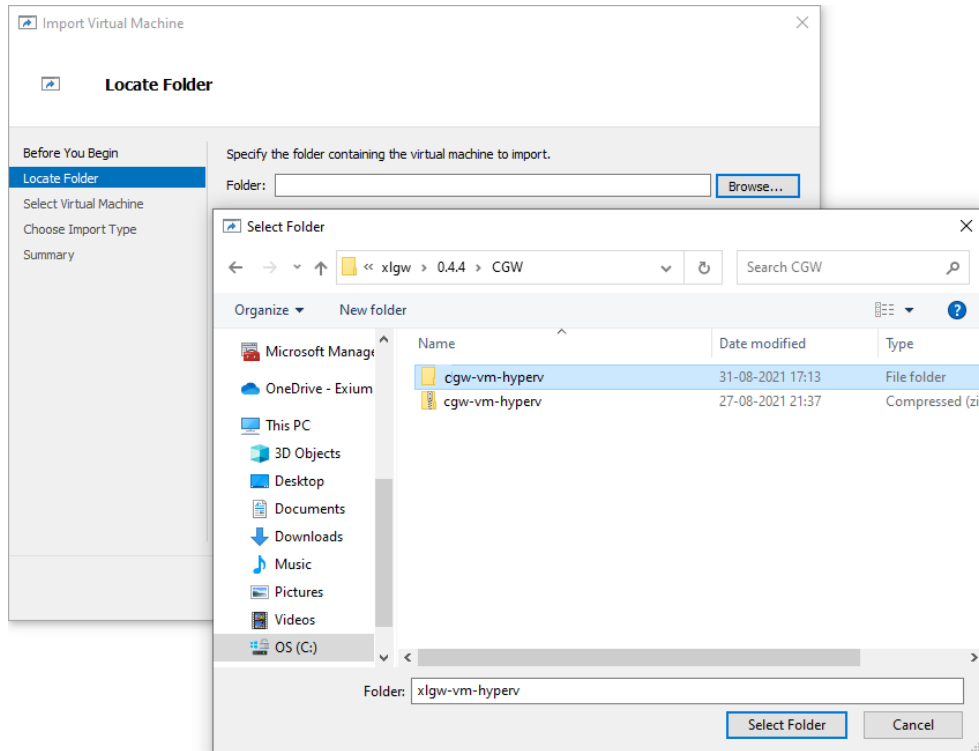 Import Virtual Machine
Locate Folder
Before You Begin
Locate Folder
Select Virtual Machine
Choose Import Type
Summary
Specify the folder containing the virtual machine to import.
Folder:
Browse...
Select Folder
« xlgw › 0.4.4 › CGW
Search CGW
Organize
New folder
?
Microsoft Manage
OneDrive - Exium
This PC
3D Objects
Desktop
Documents
Downloads
Music
Pictures
Videos
OS (C:)
Name Date modified Type
cgw-vm-hyperv 31-08-2021 17:13 File folder
cgw-vm-hyperv 27-08-2021 21:37 Compressed (zi
Folder: xlgw-vm-hyperv
Select Folder Cancel